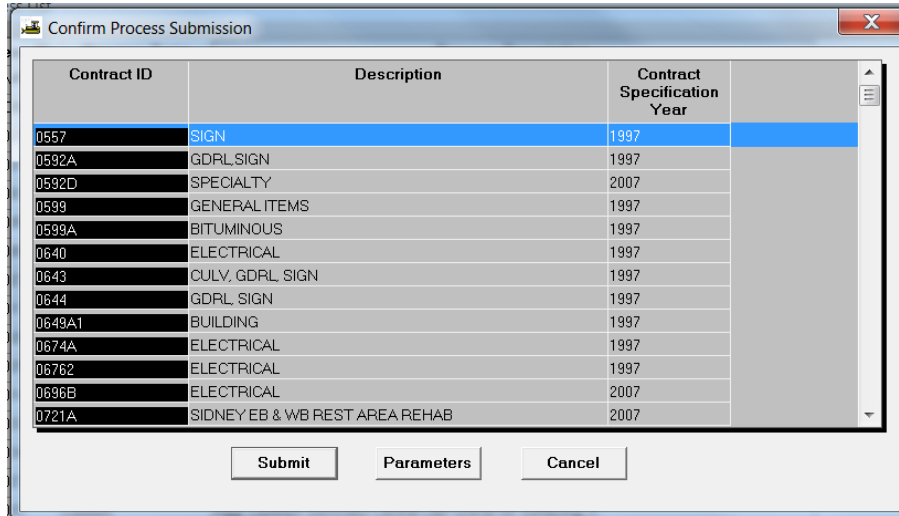 Confirm Process Submission
Contract ID Description Contract Specification Year
0557 SIGN 1997
0592A GDRL,SIGN 1997
0592D SPECIALTY 2007
0599 GENERAL ITEMS 1997
0599A BITUMINOUS 1997
0640 ELECTRICAL 1997
0643 CULV, GDRL, SIGN 1997
0644 GDRL, SIGN 1997
0649A1 BUILDING 1997
0674A ELECTRICAL 1997
06762 ELECTRICAL 1997
0696B ELECTRICAL 2007
0721A SIDNEY EB & WB REST AREA REHAB 2007
Submit Parameters Cancel